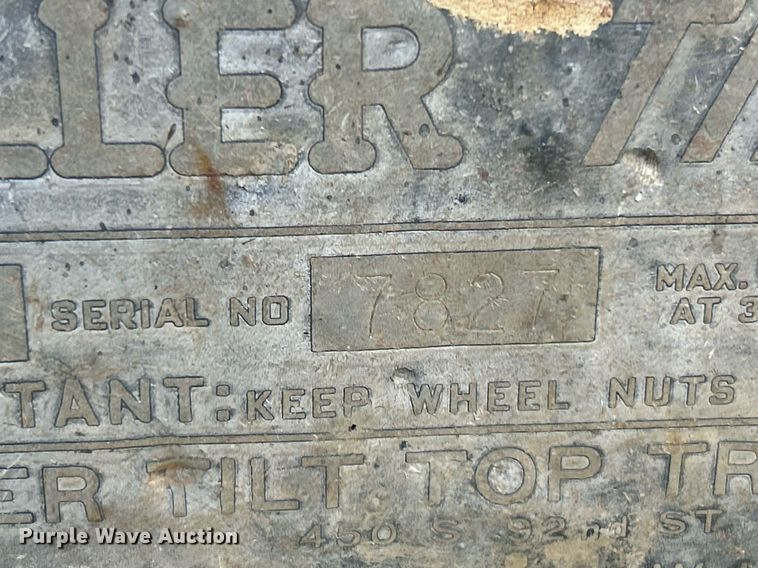 LLER T
SERIAL NO 7827 MAX.
AT 3
TANT: KEEP WHEEL NUTS
ER TILT TOP TR
450 S. 92nd ST
Purple Wave Auction